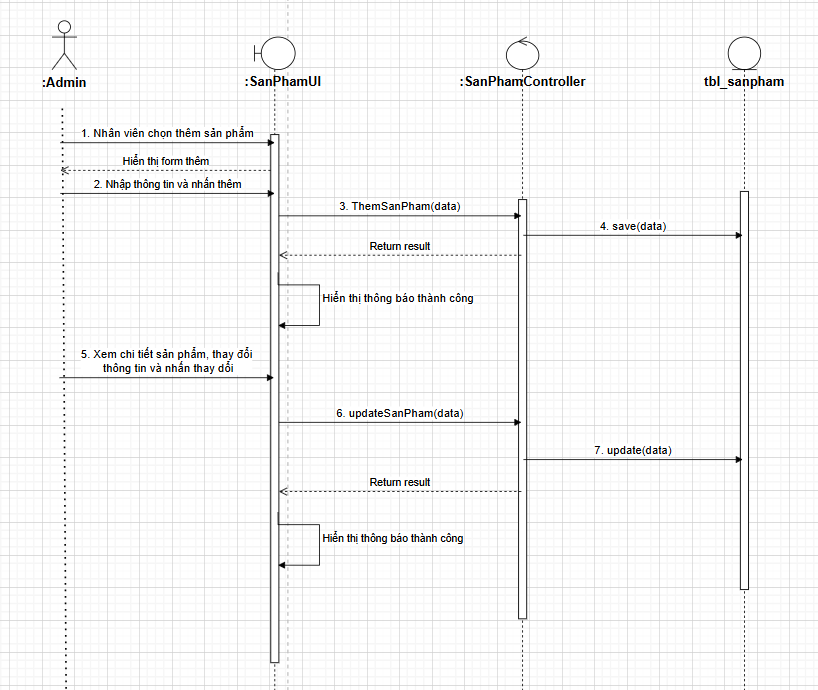 :Admin
:SanPhamUI
:SanPhamController
tbl_sanpham
1. Nhân viên chọn thêm sản phẩm
Hiển thị form thêm
2. Nhập thông tin và nhấn thêm
3. ThemSanPham(data)
4. save(data)
Return result
Hiển thị thông báo thành công
5. Xem chi tiết sản phẩm, thay đổi
thông tin và nhấn thay dổi
6. updateSanPham(data)
7. update(data)
Return result
Hiển thị thông báo thành công